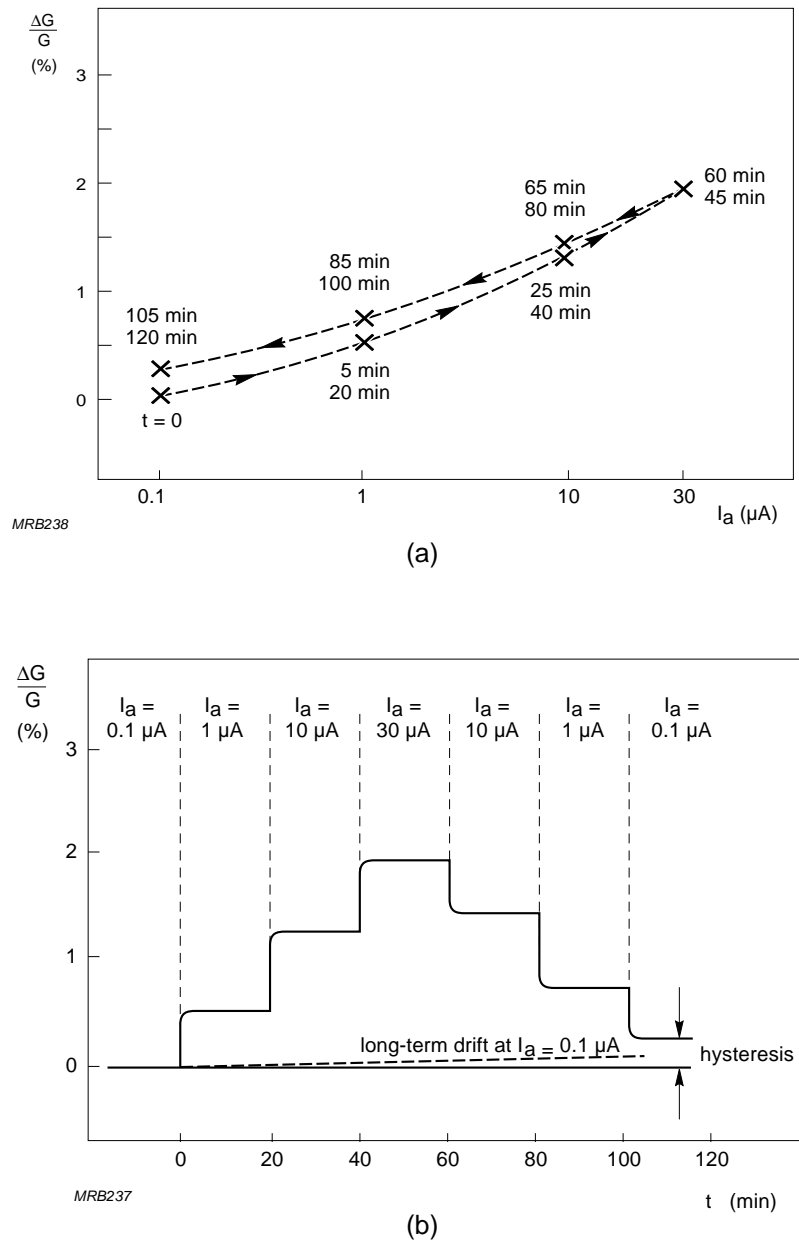 ΔG
G
(%)
3
2
1
0
60 min
45 min
65 min
80 min
85 min
100 min
25 min
40 min
105 min
120 min
5 min
20 min
t = 0
0.1 1 10 30
Ia (μA)
MRB238
(a)
ΔG
G
(%)
Ia = Ia = Ia = Ia = Ia = Ia = Ia =
0.1 μA 1 μA 10 μA 30 μA 10 μA 1 μA 0.1 μA
3
2
1
long-term drift at Ia = 0.1 μA
hysteresis
0
0 20 40 60 80 100 120
MRB237
t (min)
(b)